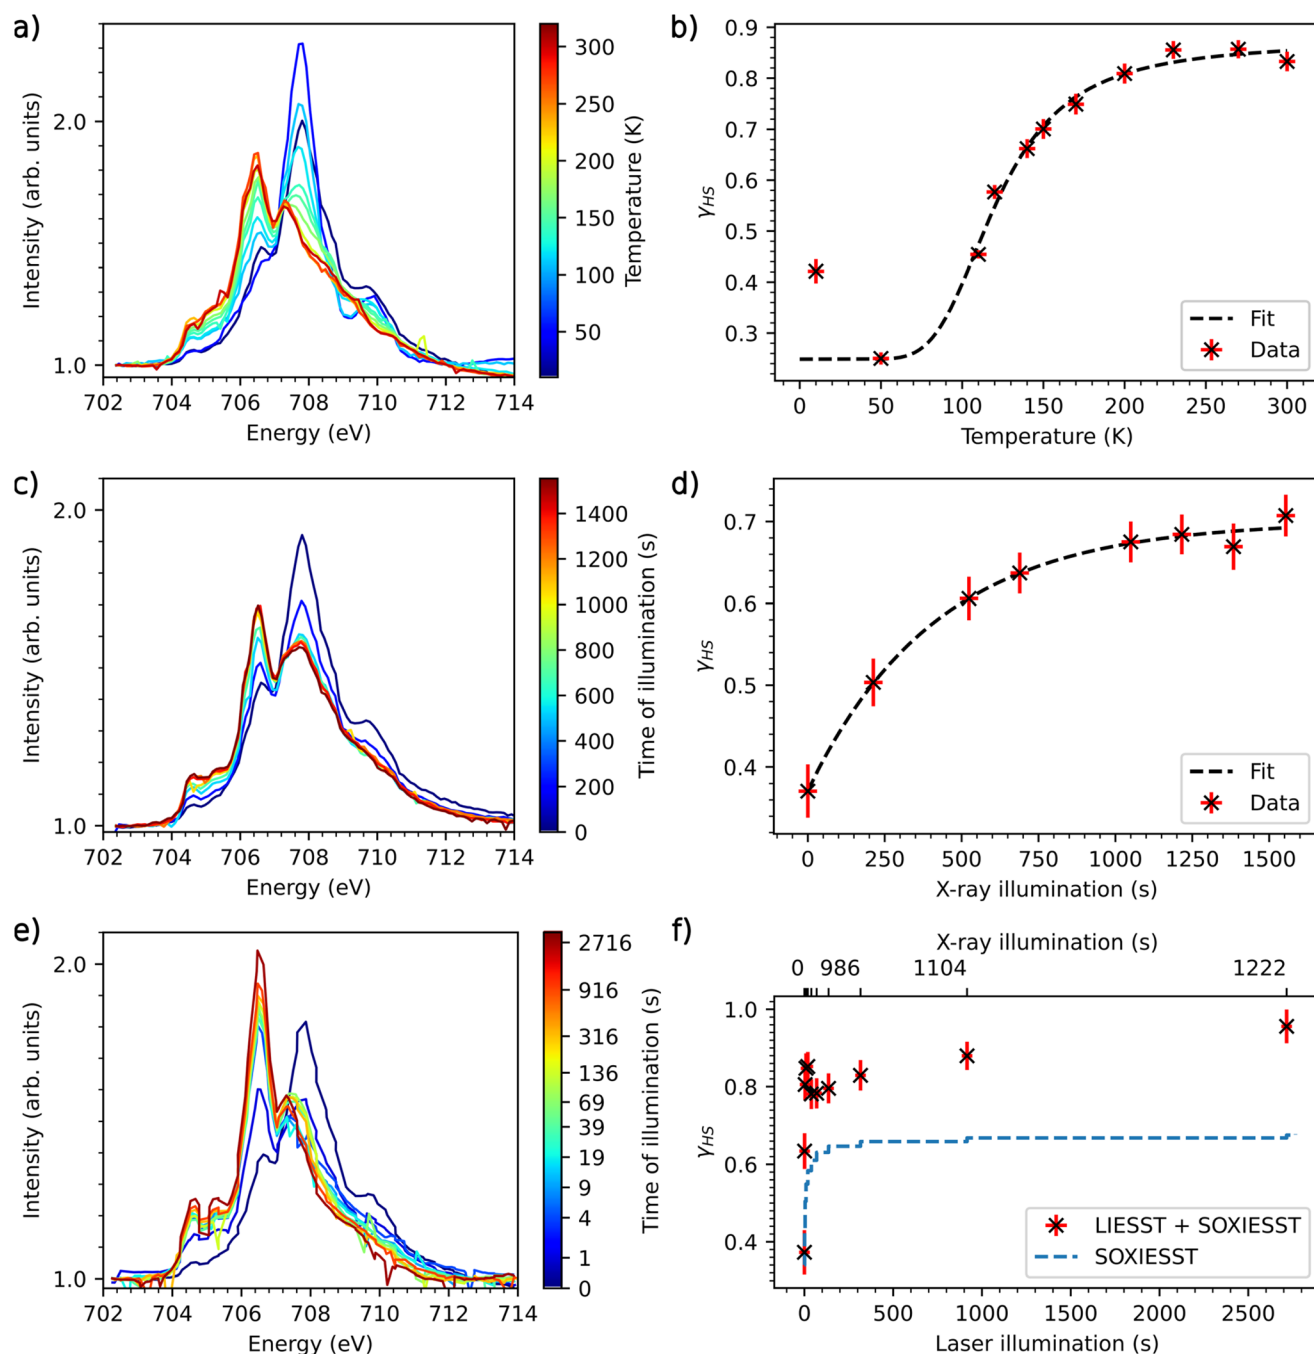 a)
Intensity (arb. units)
2.0
1.0
702 704 706 708 710 712 714
Energy (eV)
300
250
200
150
100
50
Temperature (K)
b)
γHS
0.9
0.8
0.7
0.6
0.5
0.4
0.3
Fit
Data
0 50 100 150 200 250 300
Temperature (K)
c)
Intensity (arb. units)
2.0
1.0
702 704 706 708 710 712 714
Energy (eV)
1400
1200
1000
800
600
400
200
0
Time of illumination (s)
d)
γHS
0.7
0.6
0.5
0.4
Fit
Data
0 250 500 750 1000 1250 1500
X-ray illumination (s)
e)
Intensity (arb. units)
2.0
1.0
702 704 706 708 710 712 714
Energy (eV)
2716
916
316
136
69
39
19
9
4
1
0
Time of illumination (s)
f)
X-ray illumination (s)
0 986 1104 1222
γHS
1.0
0.8
0.6
0.4
LIESST + SOXIESST
SOXIESST
0 500 1000 1500 2000 2500
Laser illumination (s)